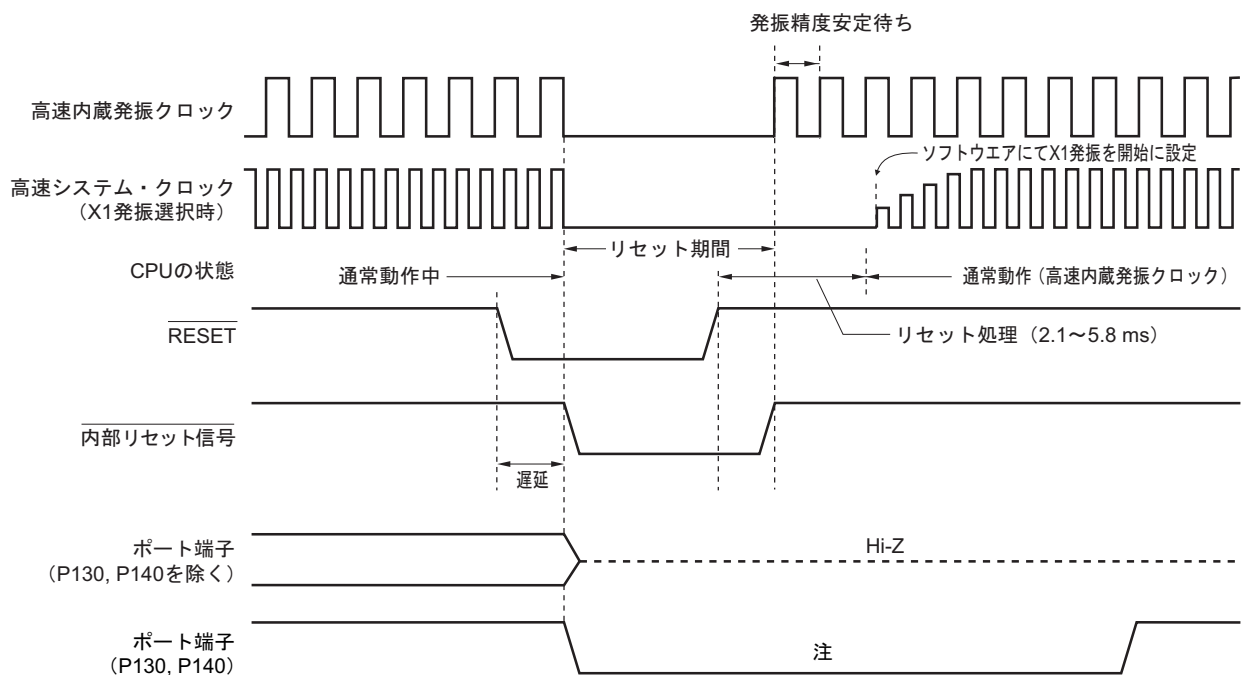 発振精度安定待ち
高速内蔵発振クロック
ソフトウエアにてX1発振を開始に設定
高速システム・クロック
（X1発振選択時）
リセット期間
CPUの状態
通常動作中
通常動作（高速内蔵発振クロック）
RESET
リセット処理（2.1～5.8 ms）
内部リセット信号
遅延
ポート端子
（P130, P140を除く）
Hi-Z
ポート端子
（P130, P140）
注